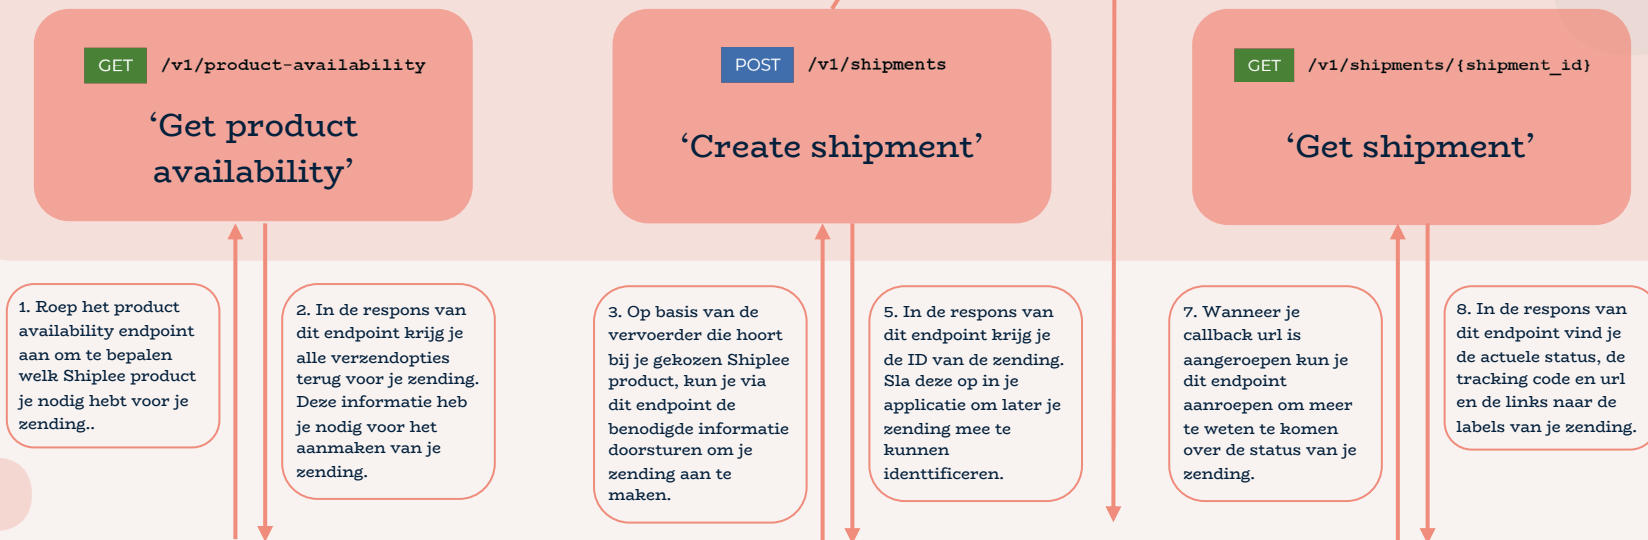 GET /v1/product-availability
‘Get product
availability’
POST /v1/shipments
‘Create shipment’
GET /v1/shipments/{shipment_id}
‘Get shipment’
1. Roep het product
availability endpoint
aan om te bepalen
welk Shiplee product
je nodig hebt voor je
zending..
2. In de respons van
dit endpoint krijg je
alle verzendopties
terug voor je zending.
Deze informatie heb
je nodig voor het
aanmaken van je
zending.
3. Op basis van de
vervoerder die hoort
bij je gekozen Shiplee
product, kun je via
dit endpoint de
benodigde informatie
doorsturen om je
zending aan te
maken.
5. In de respons van
dit endpoint krijg je
de ID van de zending.
Sla deze op in je
applicatie om later je
zending mee te
kunnen
identtificeren.
7. Wanneer je
callback url is
aangeroepen kun je
dit endpoint
aanroepen om meer
te weten te komen
over de status van je
zending.
8. In de respons van
dit endpoint vind je
de actuele status, de
tracking code en url
en de links naar de
labels van je zending.